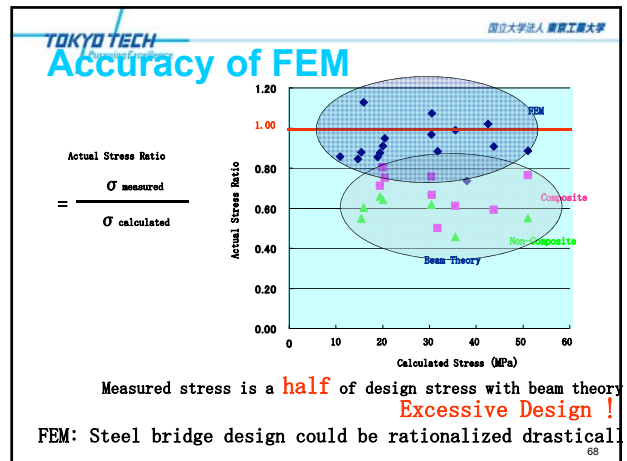 TOKYO TECH
Pursuing Excellence
国立大学法人 東京工業大学
Accuracy of FEM
Actual Stress Ratio
= σ measured
σ calculated
Actual Stress Ratio
1.20
1.00
0.80
0.60
0.40
0.20
0.00
0 10 20 30 40 50 60
Calculated Stress (MPa)
FEM
Composite
Non-Composite
Beam Theory
Measured stress is a half of design stress with beam theory
Excessive Design !
FEM: Steel bridge design could be rationalized drasticall
68